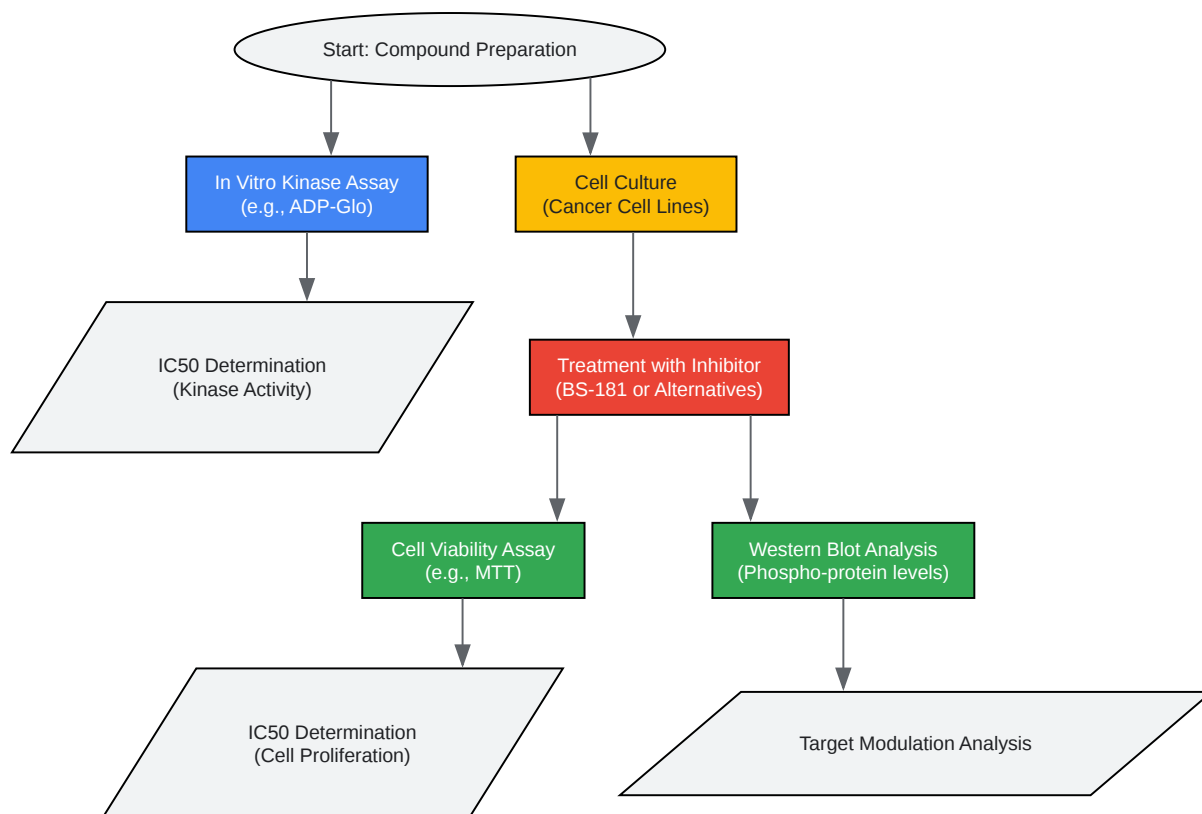 Start: Compound Preparation
In Vitro Kinase Assay
(e.g., ADP-Glo)
Cell Culture
(Cancer Cell Lines)
IC50 Determination
(Kinase Activity)
Treatment with Inhibitor
(BS-181 or Alternatives)
Cell Viability Assay
(e.g., MTT)
Western Blot Analysis
(Phospho-protein levels)
IC50 Determination
(Cell Proliferation)
Target Modulation Analysis